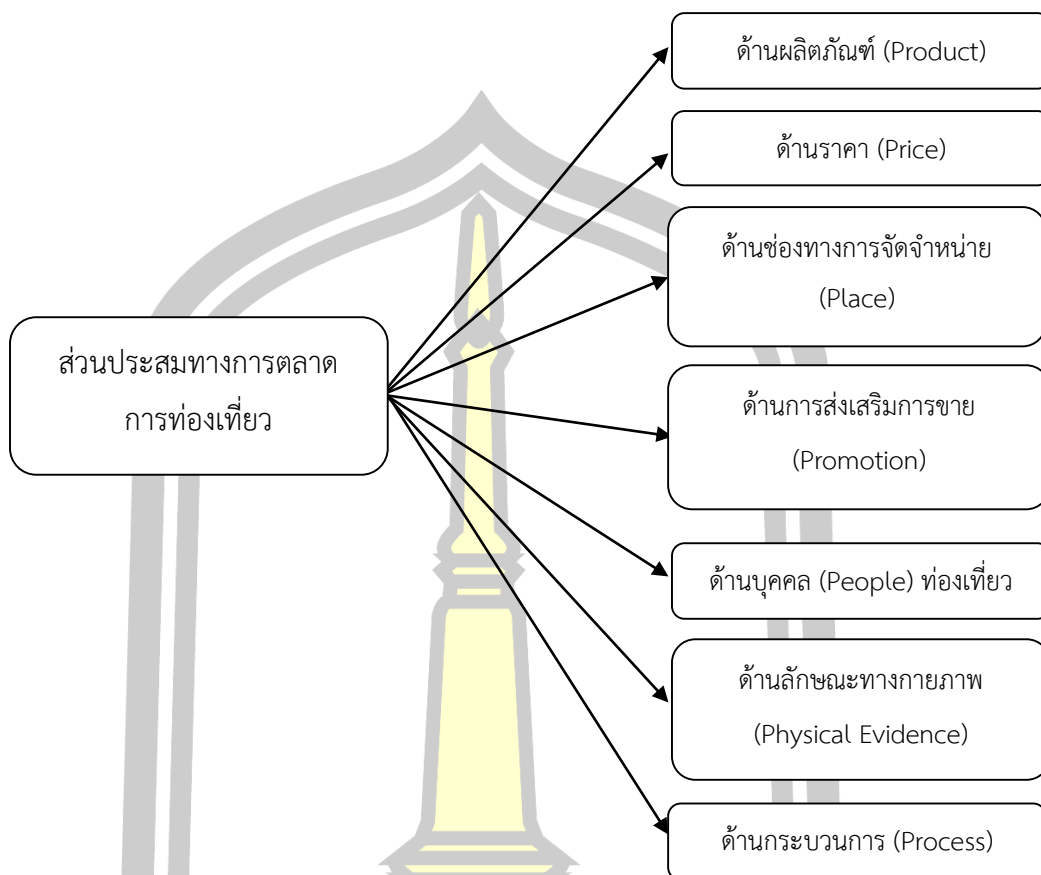 ด้านผลิตภัณฑ์ (Product)
ด้านราคา (Price)
ด้านช่องทางการจัดจำหน่าย
(Place)
ส่วนประสมทางการตลาด
การท่องเที่ยว
ด้านการส่งเสริมการขาย
(Promotion)
ด้านบุคคล (People) ท่องเที่ยว
ด้านลักษณะทางกายภาพ
(Physical Evidence)
ด้านกระบวนการ (Process)